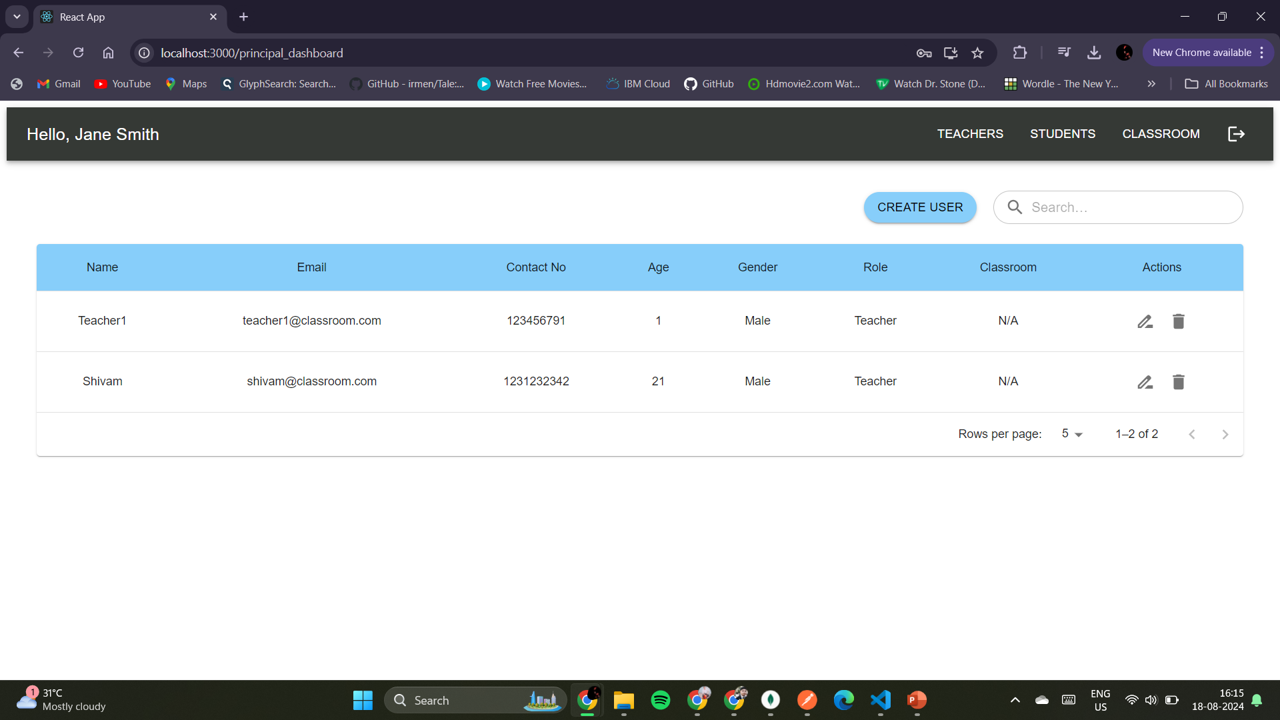 React App
localhost:3000/principal_dashboard
New Chrome available
Gmail YouTube Maps GlyphSearch: Search... GitHub - irmen/Tale:... Watch Free Movies... IBM Cloud GitHub Hdmovie2.com Wat... Watch Dr. Stone (D... Wordle - The New Y... » All Bookmarks
Hello, Jane Smith TEACHERS STUDENTS CLASSROOM
CREATE USER Search...
Name Email Contact No Age Gender Role Classroom Actions
Teacher1 teacher1@classroom.com 123456791 1 Male Teacher N/A
Shivam shivam@classroom.com 1231232342 21 Male Teacher N/A
Rows per page: 5 1–2 of 2
1 31°C
Mostly cloudy
Search
ENG
US
16:15
18-08-2024